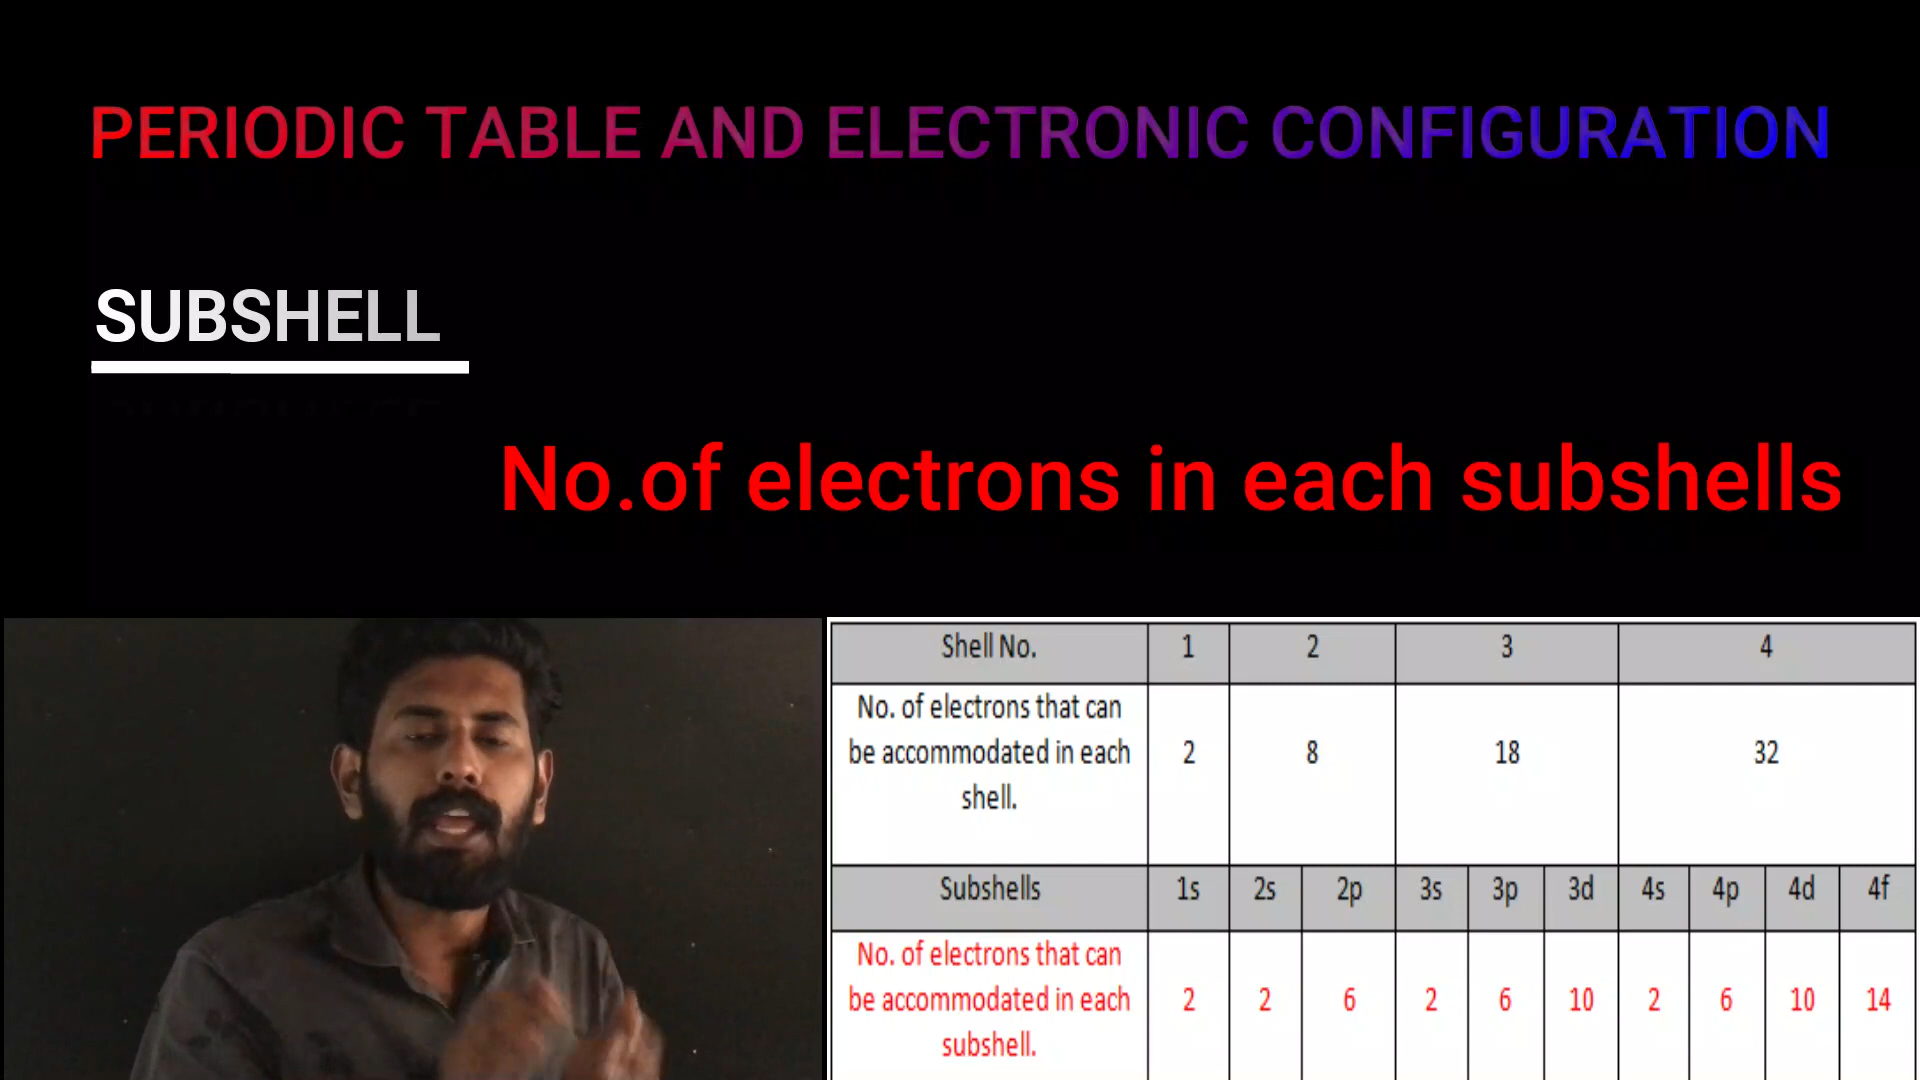 PERIODIC TABLE AND ELECTRONIC CONFIGURATION
SUBSHELL
No.of electrons in each subshells
Shell No. 1 2 3 4
No. of electrons that can
be accommodated in each
shell.
2 8 18 32
Subshells 1s 2s 2p 3s 3p 3d 4s 4p 4d 4f
No. of electrons that can
be accommodated in each
subshell.
2 2 6 2 6 10 2 6 10 14